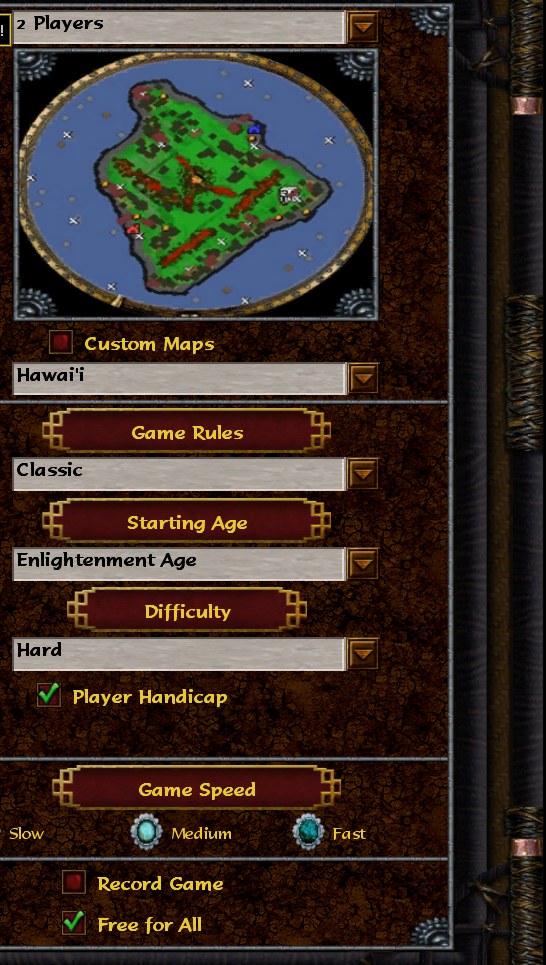 !
2 Players
Custom Maps
Hawai'i
Game Rules
Classic
Starting Age
Enlightenment Age
Difficulty
Hard
Player Handicap
Game Speed
Slow Medium Fast
Record Game
Free for All